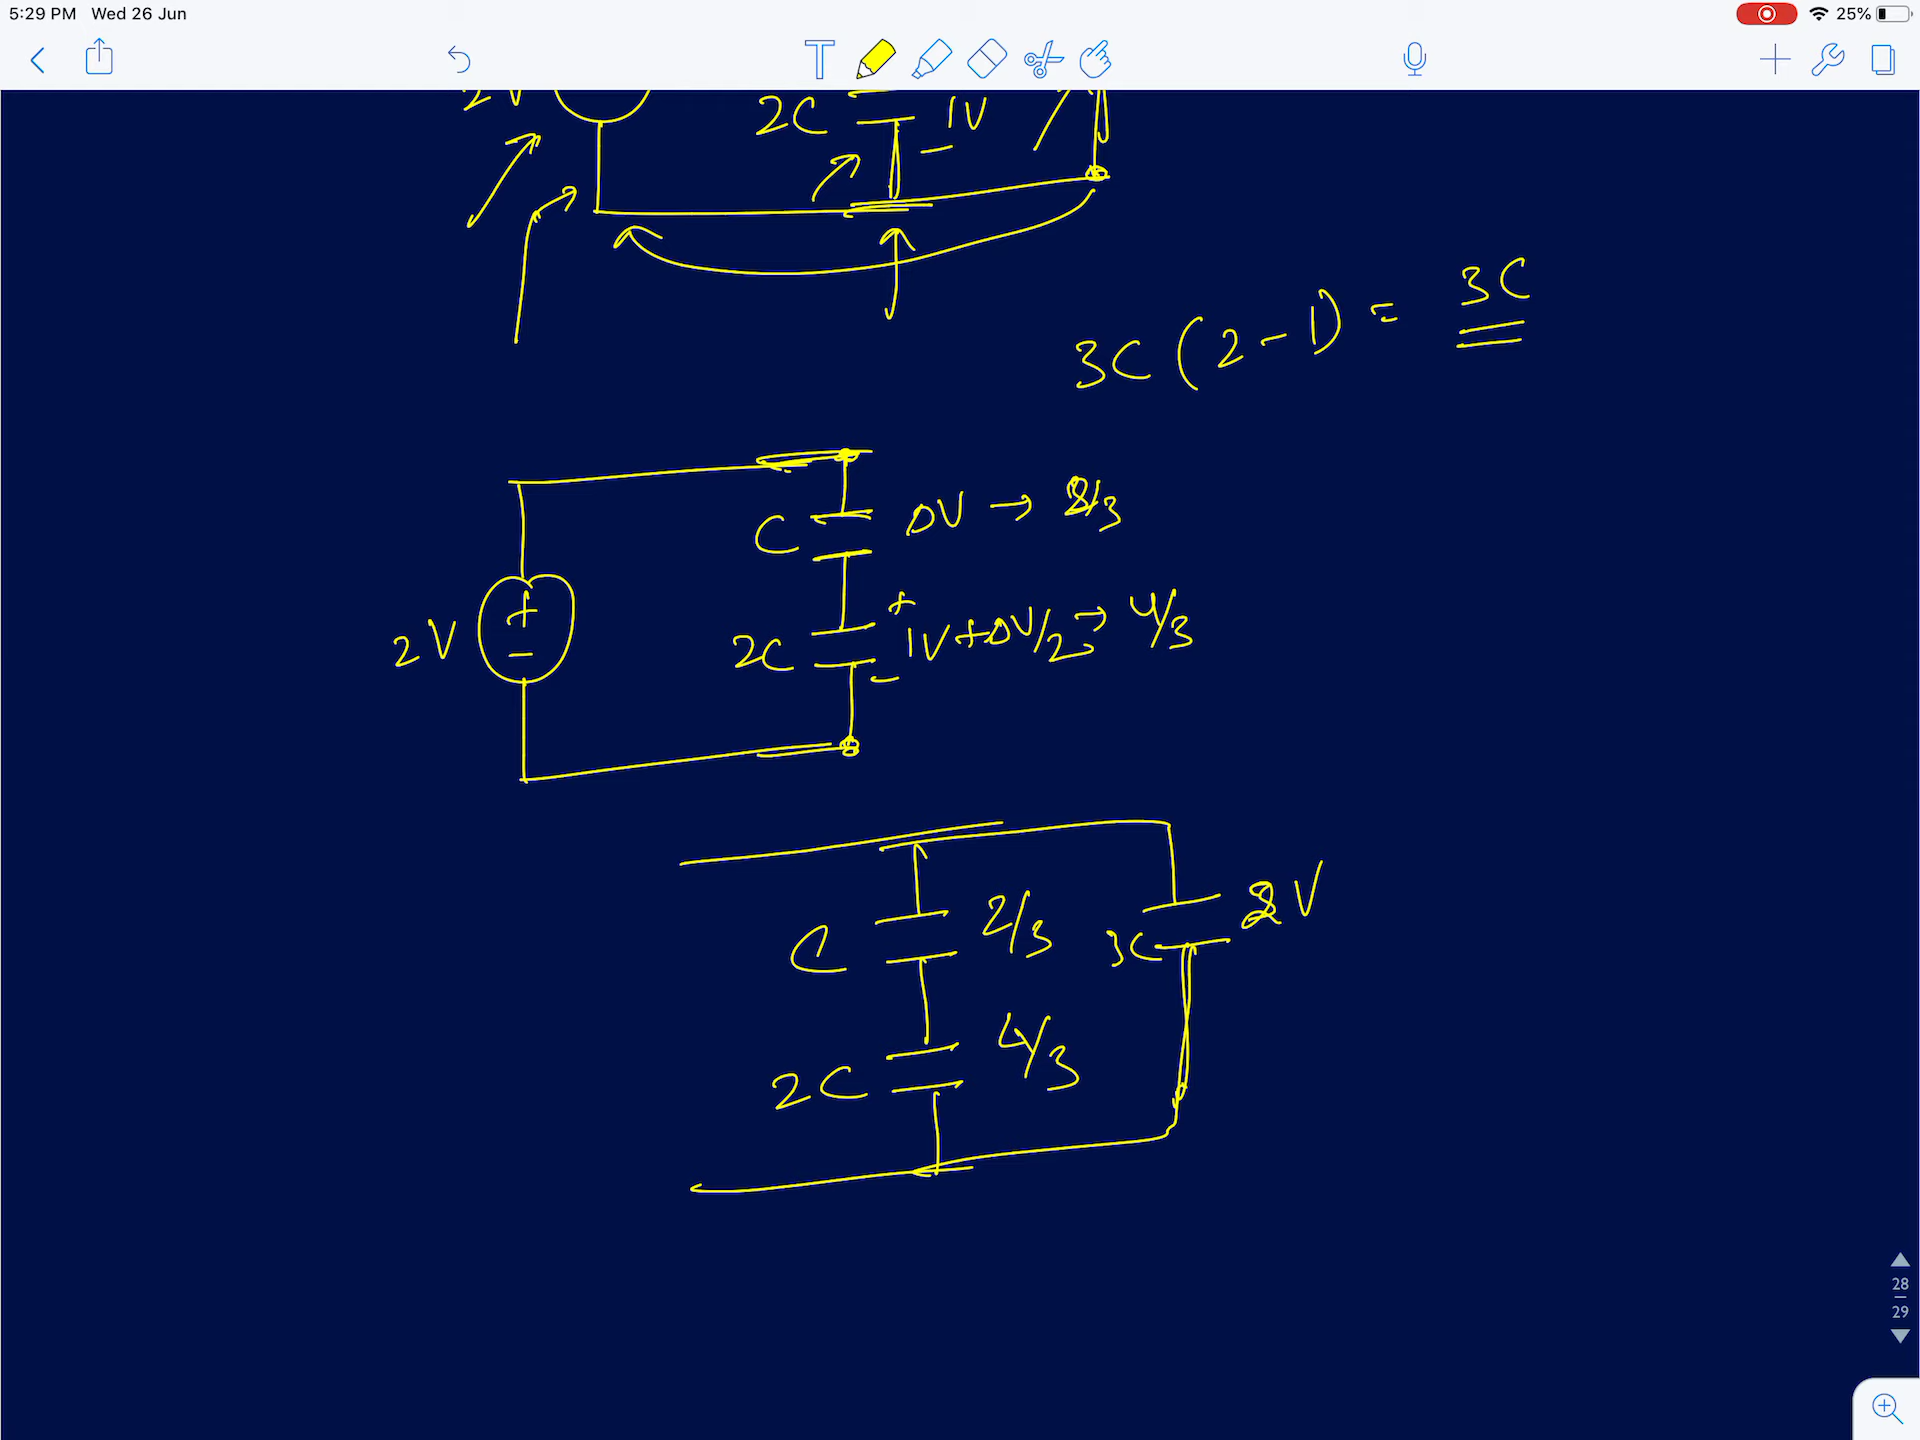 5:29 PM Wed 26 Jun
25%
T
2V
2C
1V
−
3C (2-1) = 3C
C ΔV → 2/3
+
2V
+
−
2C 1V+ΔV/2 → 4/3
−
C 2/3
3C 2V
2C 4/3
28
29